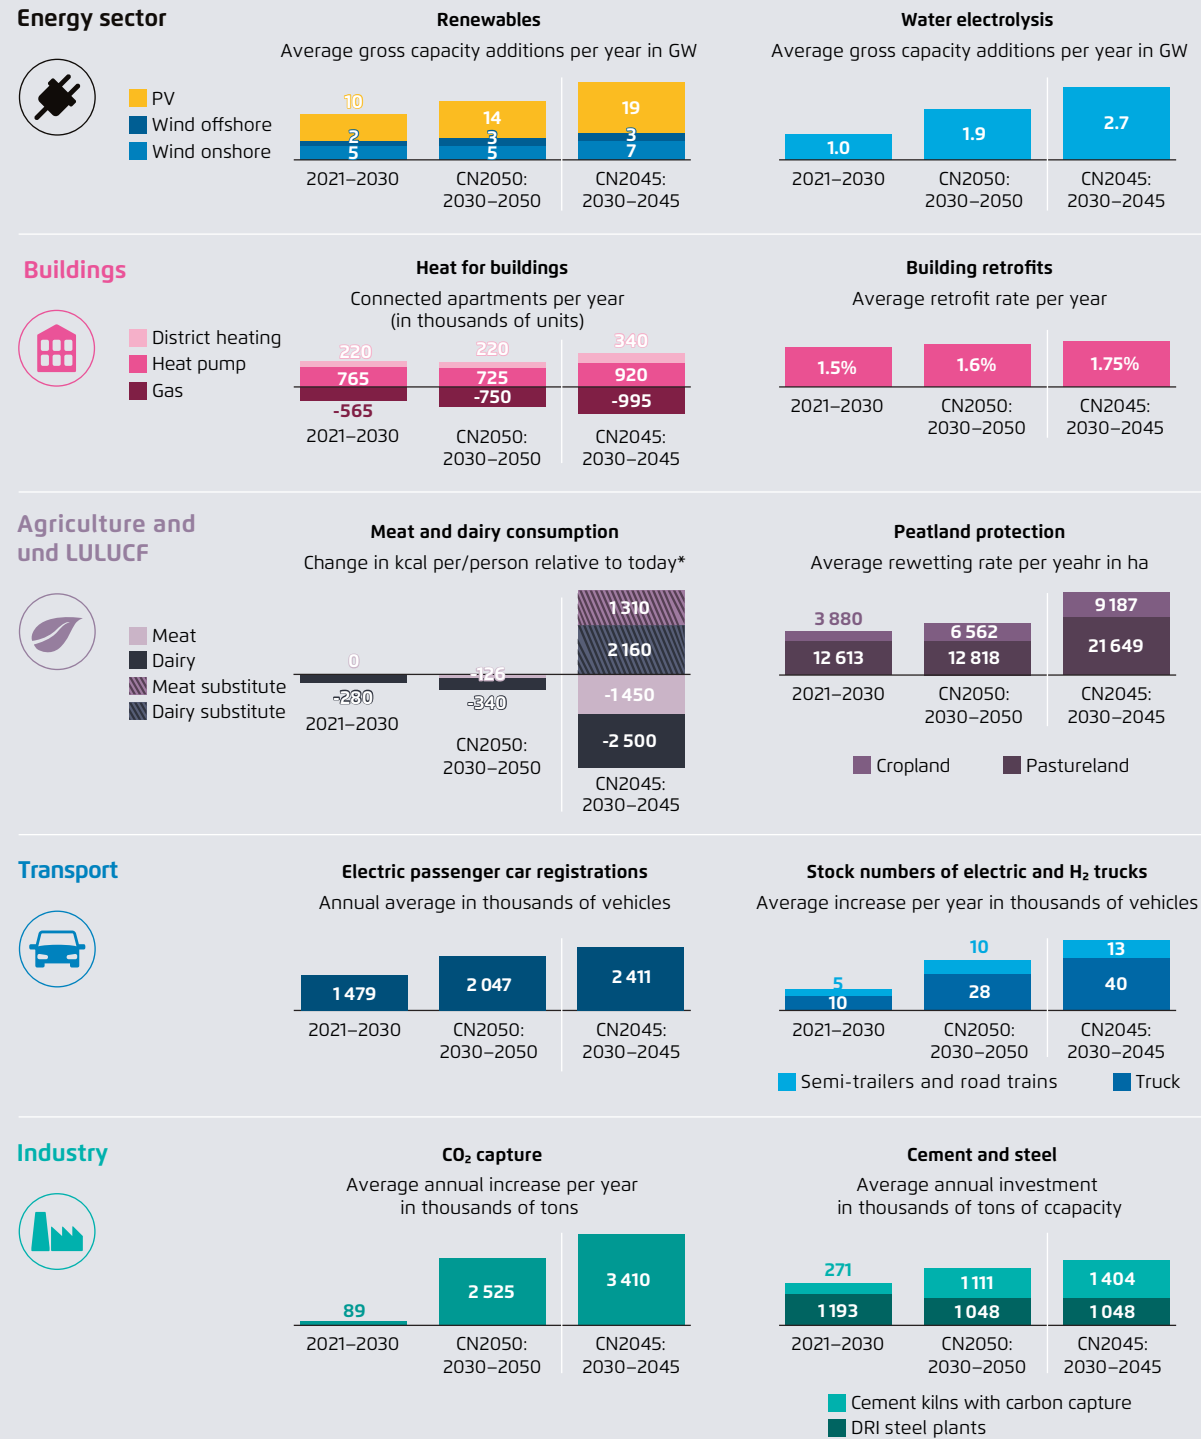 Energy sector
Renewables
Average gross capacity additions per year in GW
PV
Wind offshore
Wind onshore
10
2
5
14
3
5
19
3
7
2021–2030
CN2050:
2030–2050
CN2045:
2030–2045
Water electrolysis
Average gross capacity additions per year in GW
1.0
1.9
2.7
2021–2030
CN2050:
2030–2050
CN2045:
2030–2045
Buildings
Heat for buildings
Connected apartments per year
(in thousands of units)
District heating
Heat pump
Gas
220
765
-565
220
725
-750
340
920
-995
2021–2030
CN2050:
2030–2050
CN2045:
2030–2045
Building retrofits
Average retrofit rate per year
1.5%
1.6%
1.75%
2021–2030
CN2050:
2030–2050
CN2045:
2030–2045
Agriculture and
und LULUCF
Meat and dairy consumption
Change in kcal per/person relative to today*
Meat
Dairy
Meat substitute
Dairy substitute
0
-280
-126
-340
1 310
2 160
-1 450
-2 500
2021–2030
CN2050:
2030–2050
CN2045:
2030–2045
Peatland protection
Average rewetting rate per yeahr in ha
3 880
12 613
6 562
12 818
9 187
21 649
2021–2030
CN2050:
2030–2050
CN2045:
2030–2045
Cropland
Pastureland
Transport
Electric passenger car registrations
Annual average in thousands of vehicles
1 479
2 047
2 411
2021–2030
CN2050:
2030–2050
CN2045:
2030–2045
Stock numbers of electric and H₂ trucks
Average increase per year in thousands of vehicles
5
10
10
28
13
40
2021–2030
CN2050:
2030–2050
CN2045:
2030–2045
Semi-trailers and road trains
Truck
Industry
CO₂ capture
Average annual increase per year
in thousands of tons
89
2 525
3 410
2021–2030
CN2050:
2030–2050
CN2045:
2030–2045
Cement and steel
Average annual investment
in thousands of tons of ccapacity
271
1 193
1 111
1 048
1 404
1 048
2021–2030
CN2050:
2030–2050
CN2045:
2030–2045
Cement kilns with carbon capture
DRI steel plants